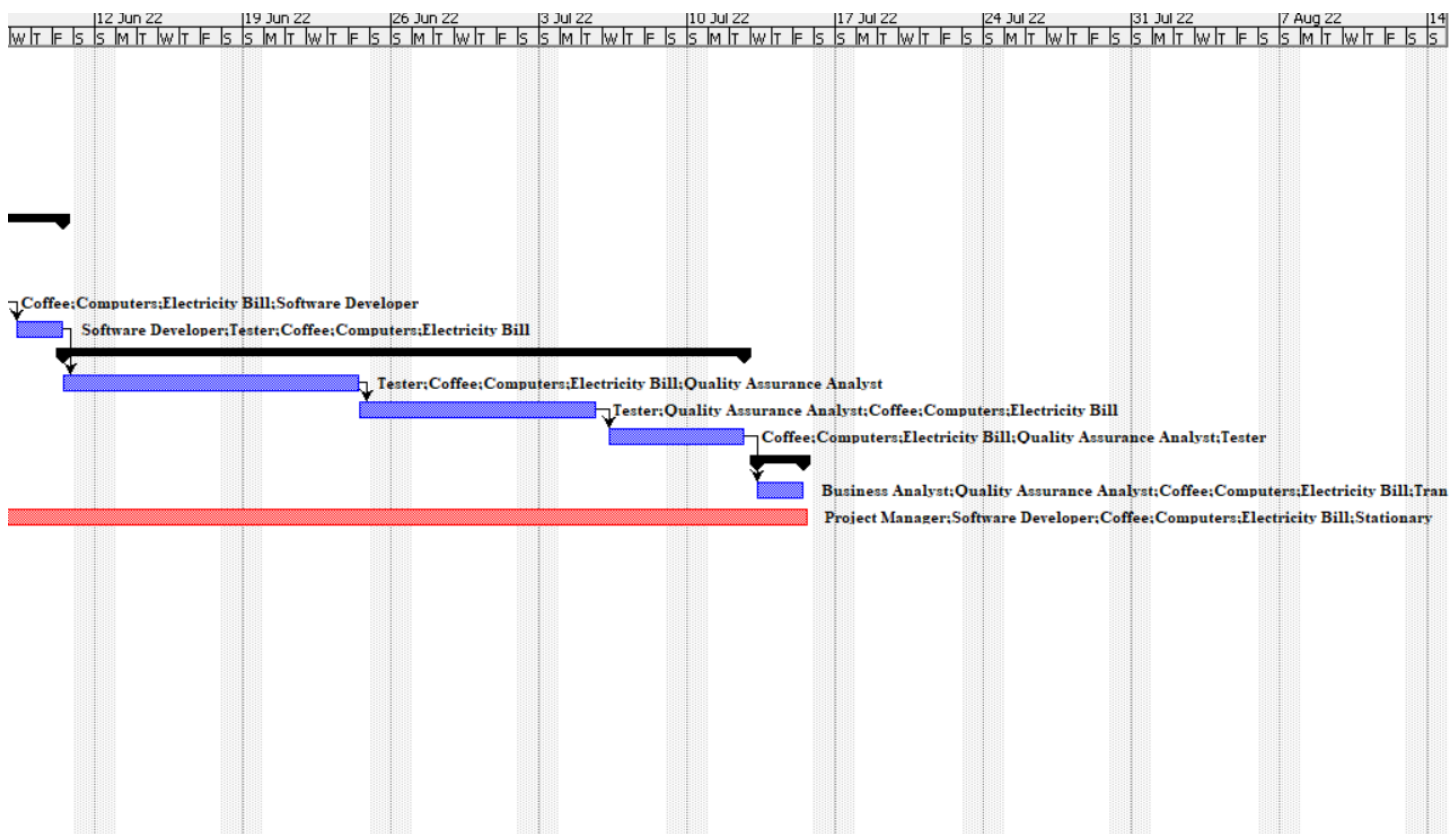 12 Jun 22 19 Jun 22 26 Jun 22 3 Jul 22 10 Jul 22 17 Jul 22 24 Jul 22 31 Jul 22 7 Aug 22 14
W T F S S M T W T F S S M T W T F S S M T W T F S S M T W T F S S M T W T F S S M T W T F S S M T W T F S S M T W T F S S M T W T F S S
Coffee;Computers;Electricity Bill;Software Developer
Software Developer;Tester;Coffee;Computers;Electricity Bill
Tester;Coffee;Computers;Electricity Bill;Quality Assurance Analyst
Tester;Quality Assurance Analyst;Coffee;Computers;Electricity Bill
Coffee;Computers;Electricity Bill;Quality Assurance Analyst;Tester
Business Analyst;Quality Assurance Analyst;Coffee;Computers;Electricity Bill;Tran
Project Manager;Software Developer;Coffee;Computers;Electricity Bill;Stationary